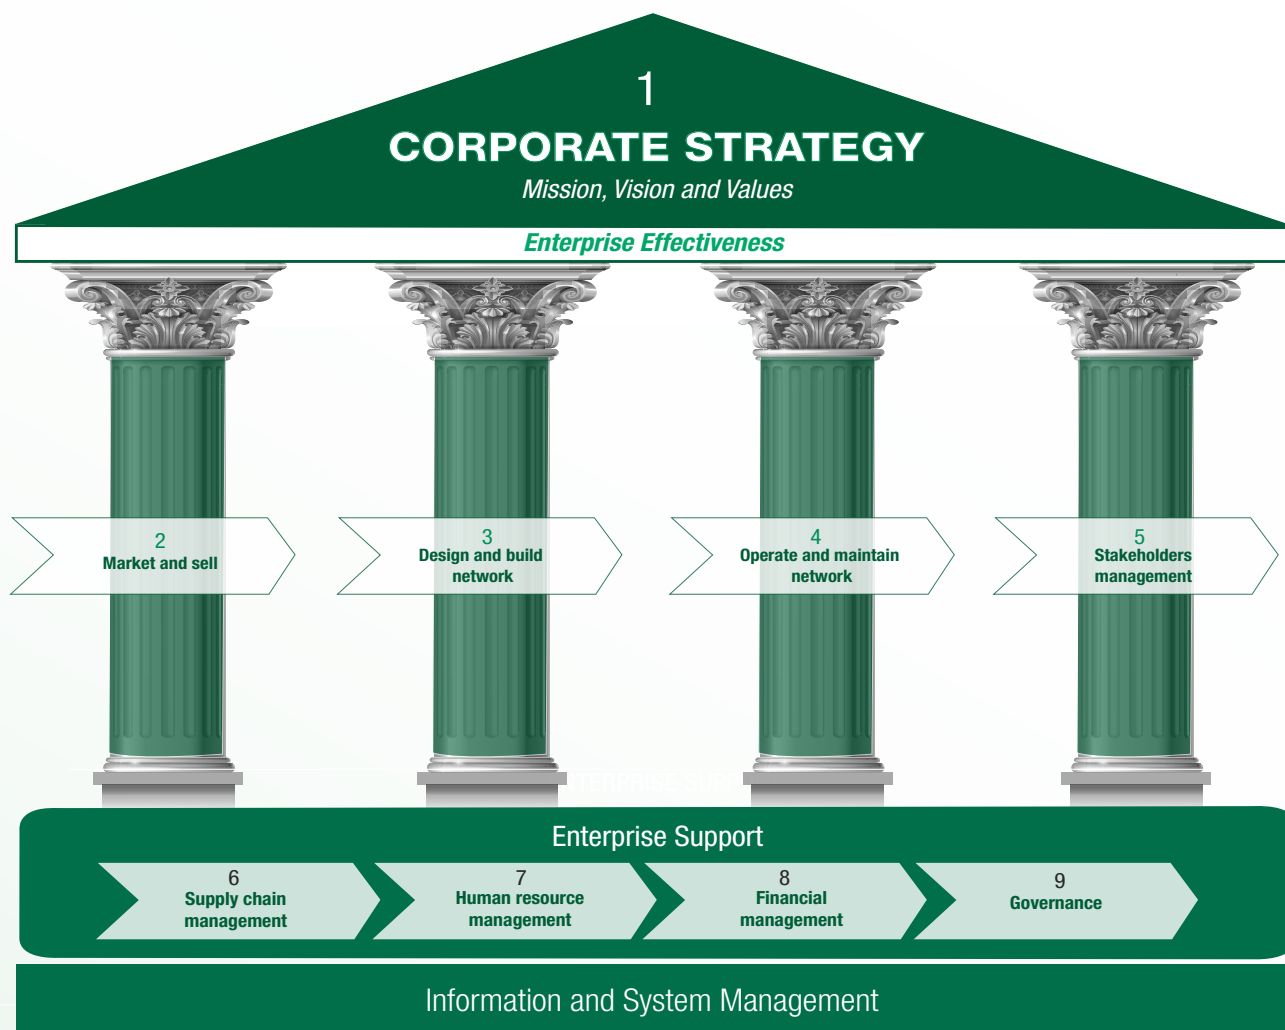 1
CORPORATE STRATEGY
Mission, Vision and Values
Enterprise Effectiveness
2
Market and sell
3
Design and build
network
4
Operate and maintain
network
5
Stakeholders
management
Enterprise Support
6
Supply chain
management
7
Human resource
management
8
Financial
management
9
Governance
Information and System Management